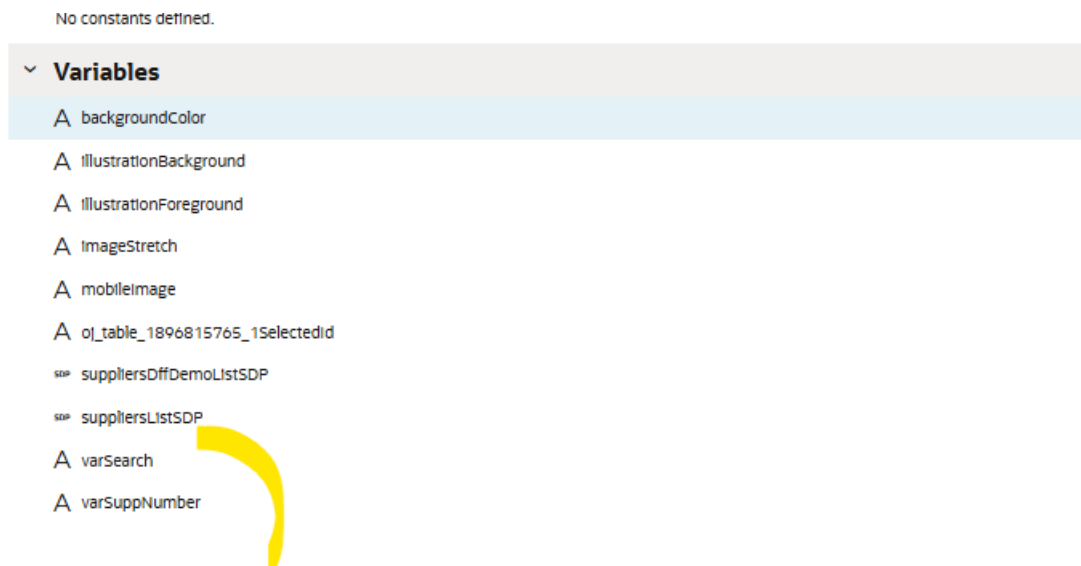 No constants defined.
Variables
A backgroundColor
A illustrationBackground
A illustrationForeground
A imageStretch
A mobileImage
A oj_table_1896815765_1SelectedId
SDP suppliersDffDemoListSDP
SDP suppliersListSDP
A varSearch
A varSuppNumber